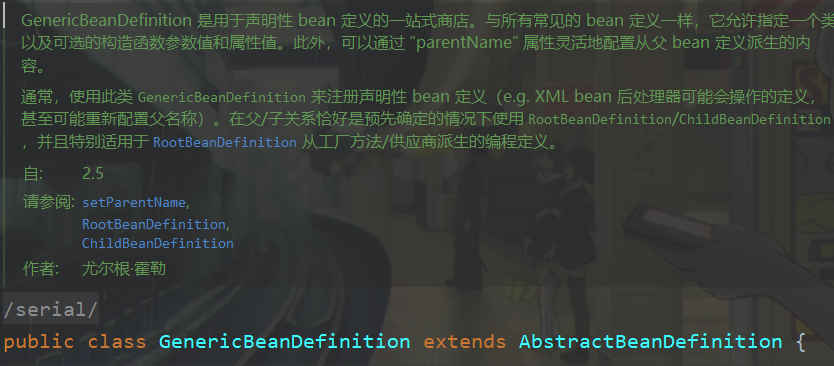 GenericBeanDefinition 是用于声明性 bean 定义的一站式商店。与所有常见的 bean 定义一样，它允许指定一个类
以及可选的构造函数参数值和属性值。此外，可以通过 "parentName" 属性灵活地配置从父 bean 定义派生的内
容。
通常，使用此类 GenericBeanDefinition 来注册声明性 bean 定义（e.g. XML bean 后处理器可能会操作的定义，
甚至可能重新配置父名称）。在父/子关系恰好是预先确定的情况下使用 RootBeanDefinition/ChildBeanDefinition
，并且特别适用于 RootBeanDefinition 从工厂方法/供应商派生的编程定义。
自: 2.5
请参阅: setParentName,
RootBeanDefinition,
ChildBeanDefinition
作者: 尤尔根·霍勒
/serial/
public class GenericBeanDefinition extends AbstractBeanDefinition {